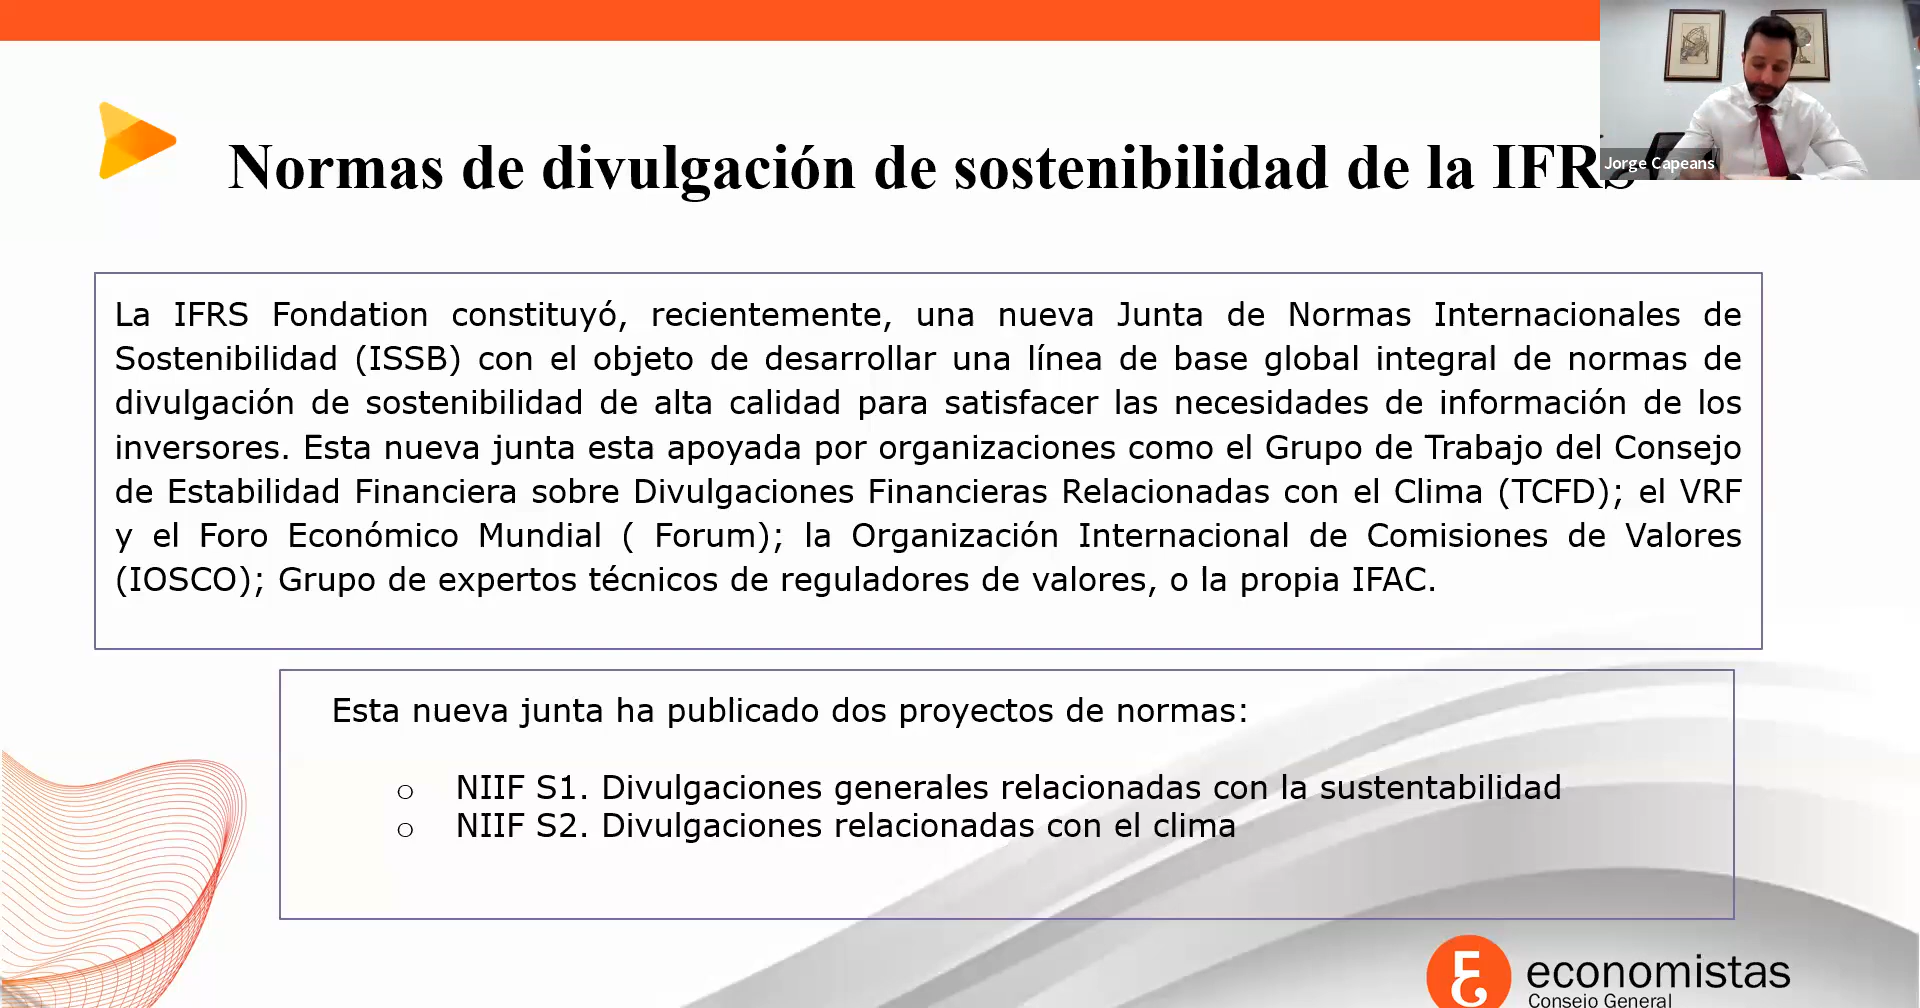 Normas de divulgación de sostenibilidad de la IFRS
Jorge Capeans
La IFRS Fondation constituyó, recientemente, una nueva Junta de Normas Internacionales de
Sostenibilidad (ISSB) con el objeto de desarrollar una línea de base global integral de normas de
divulgación de sostenibilidad de alta calidad para satisfacer las necesidades de información de los
inversores. Esta nueva junta esta apoyada por organizaciones como el Grupo de Trabajo del Consejo
de Estabilidad Financiera sobre Divulgaciones Financieras Relacionadas con el Clima (TCFD); el VRF
y el Foro Económico Mundial ( Forum); la Organización Internacional de Comisiones de Valores
(IOSCO); Grupo de expertos técnicos de reguladores de valores, o la propia IFAC.
Esta nueva junta ha publicado dos proyectos de normas:
o NIIF S1. Divulgaciones generales relacionadas con la sustentabilidad
o NIIF S2. Divulgaciones relacionadas con el clima
economistas
Consejo General